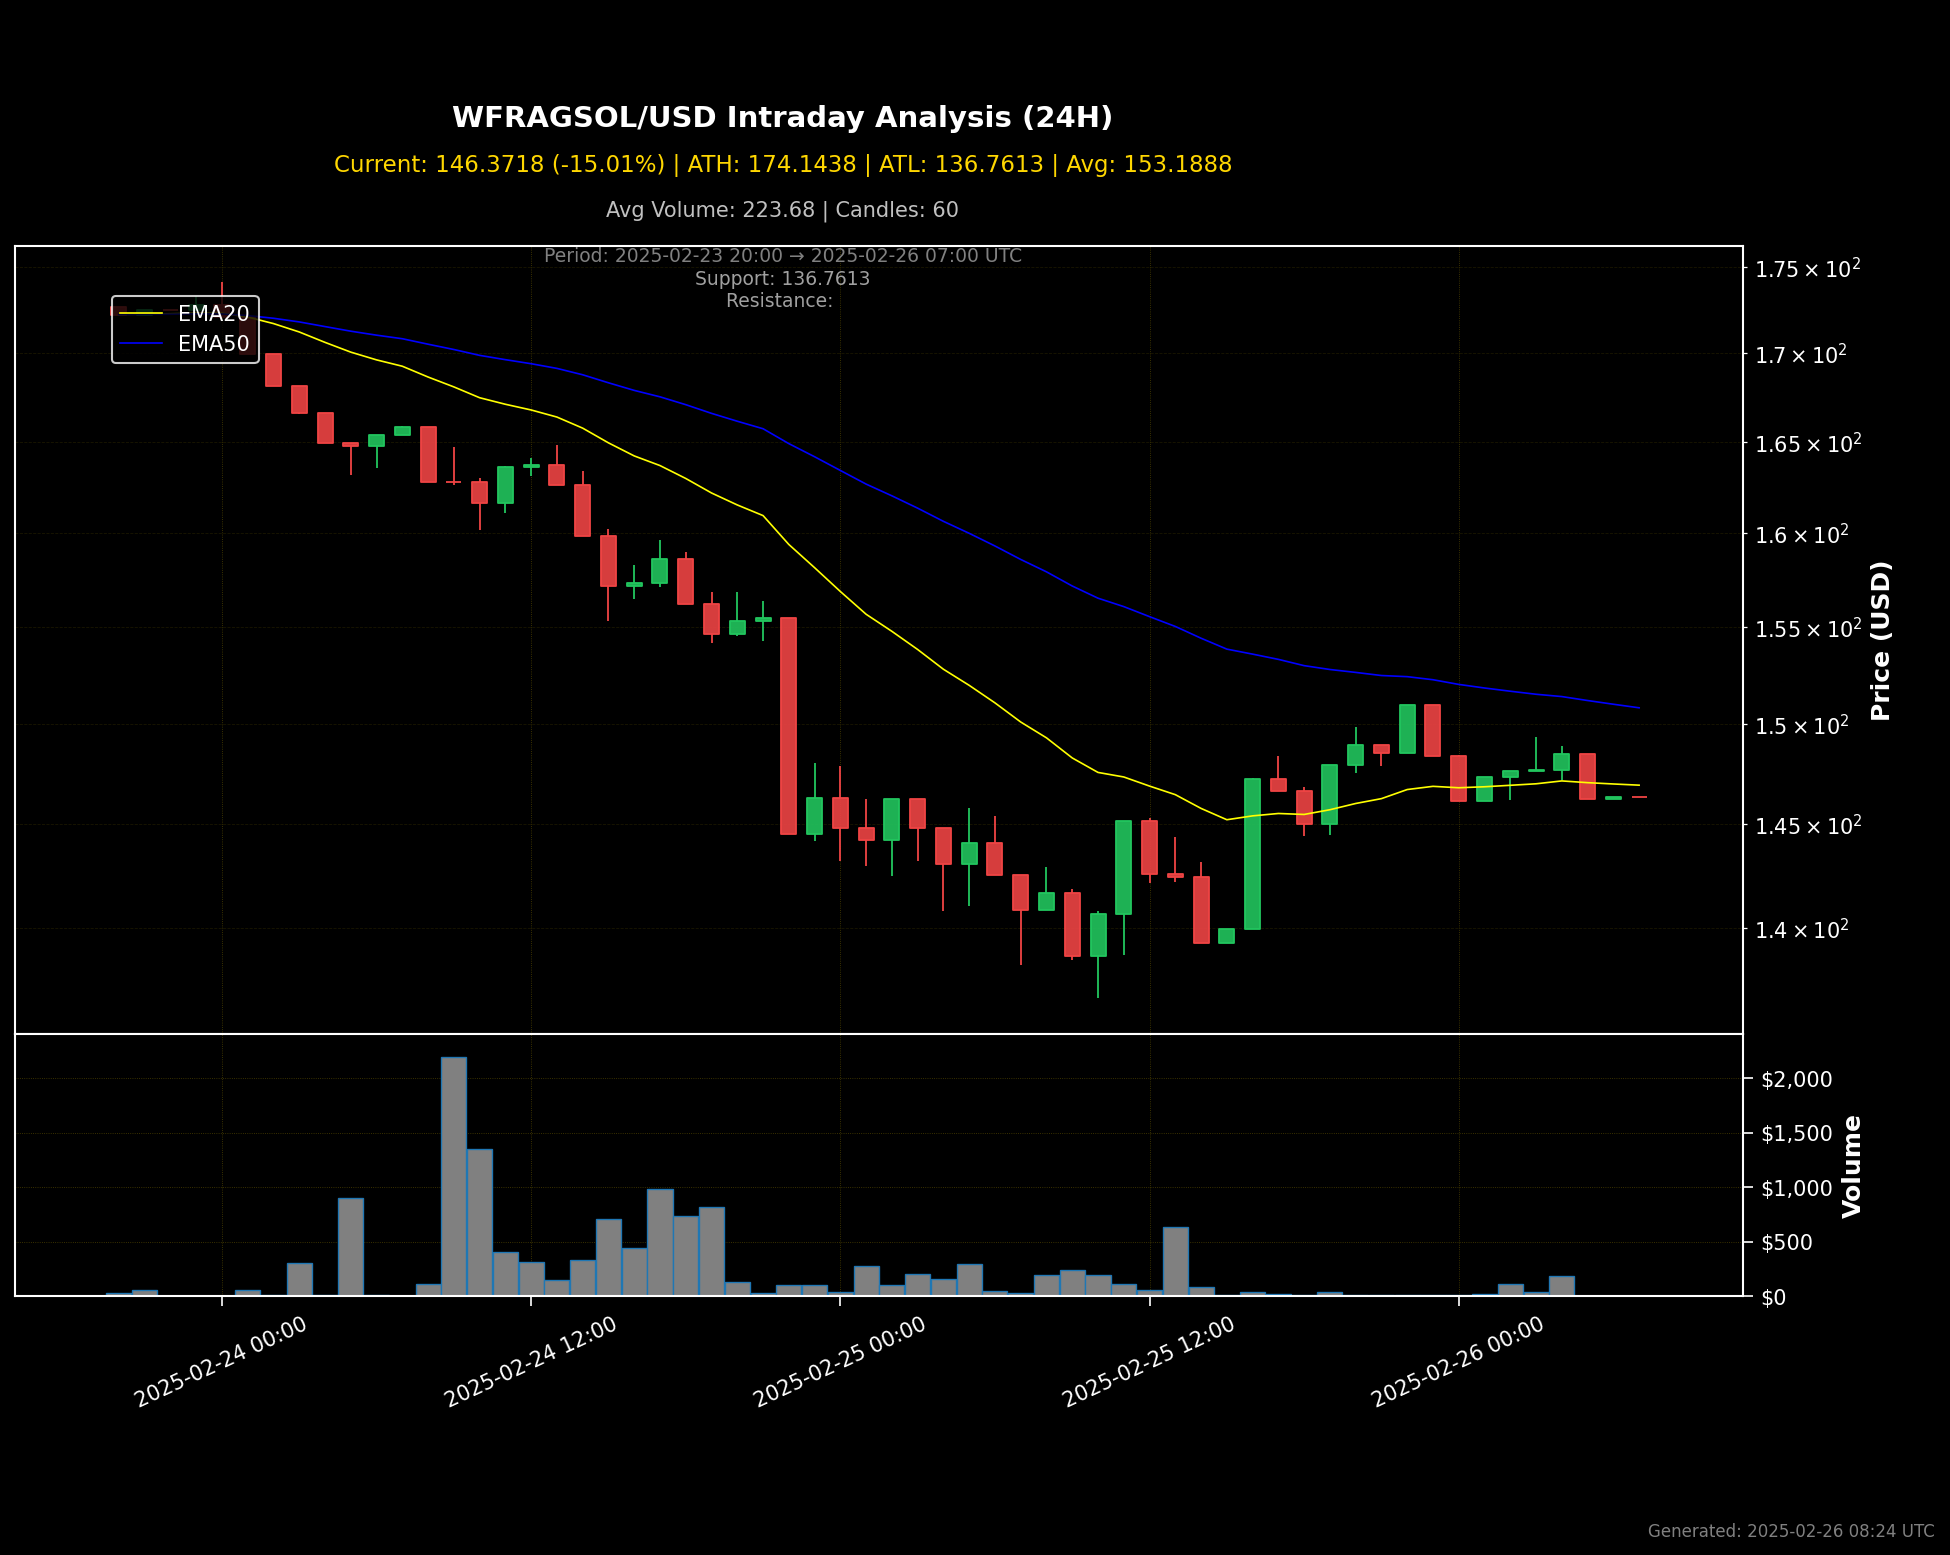 WFRAGSOL/USD Intraday Analysis (24H)
Current: 146.3718 (-15.01%) | ATH: 174.1438 | ATL: 136.7613 | Avg: 153.1888
Avg Volume: 223.68 | Candles: 60
Period: 2025-02-23 20:00 → 2025-02-26 07:00 UTC
Support: 136.7613
Resistance:
EMA20
EMA50
1.75 × 10²
1.7 × 10²
1.65 × 10²
1.6 × 10²
1.55 × 10²
1.5 × 10²
1.45 × 10²
1.4 × 10²
Price (USD)
$2,000
$1,500
$1,000
$500
$0
Volume
2025-02-24 00:00
2025-02-24 12:00
2025-02-25 00:00
2025-02-25 12:00
2025-02-26 00:00
Generated: 2025-02-26 08:24 UTC